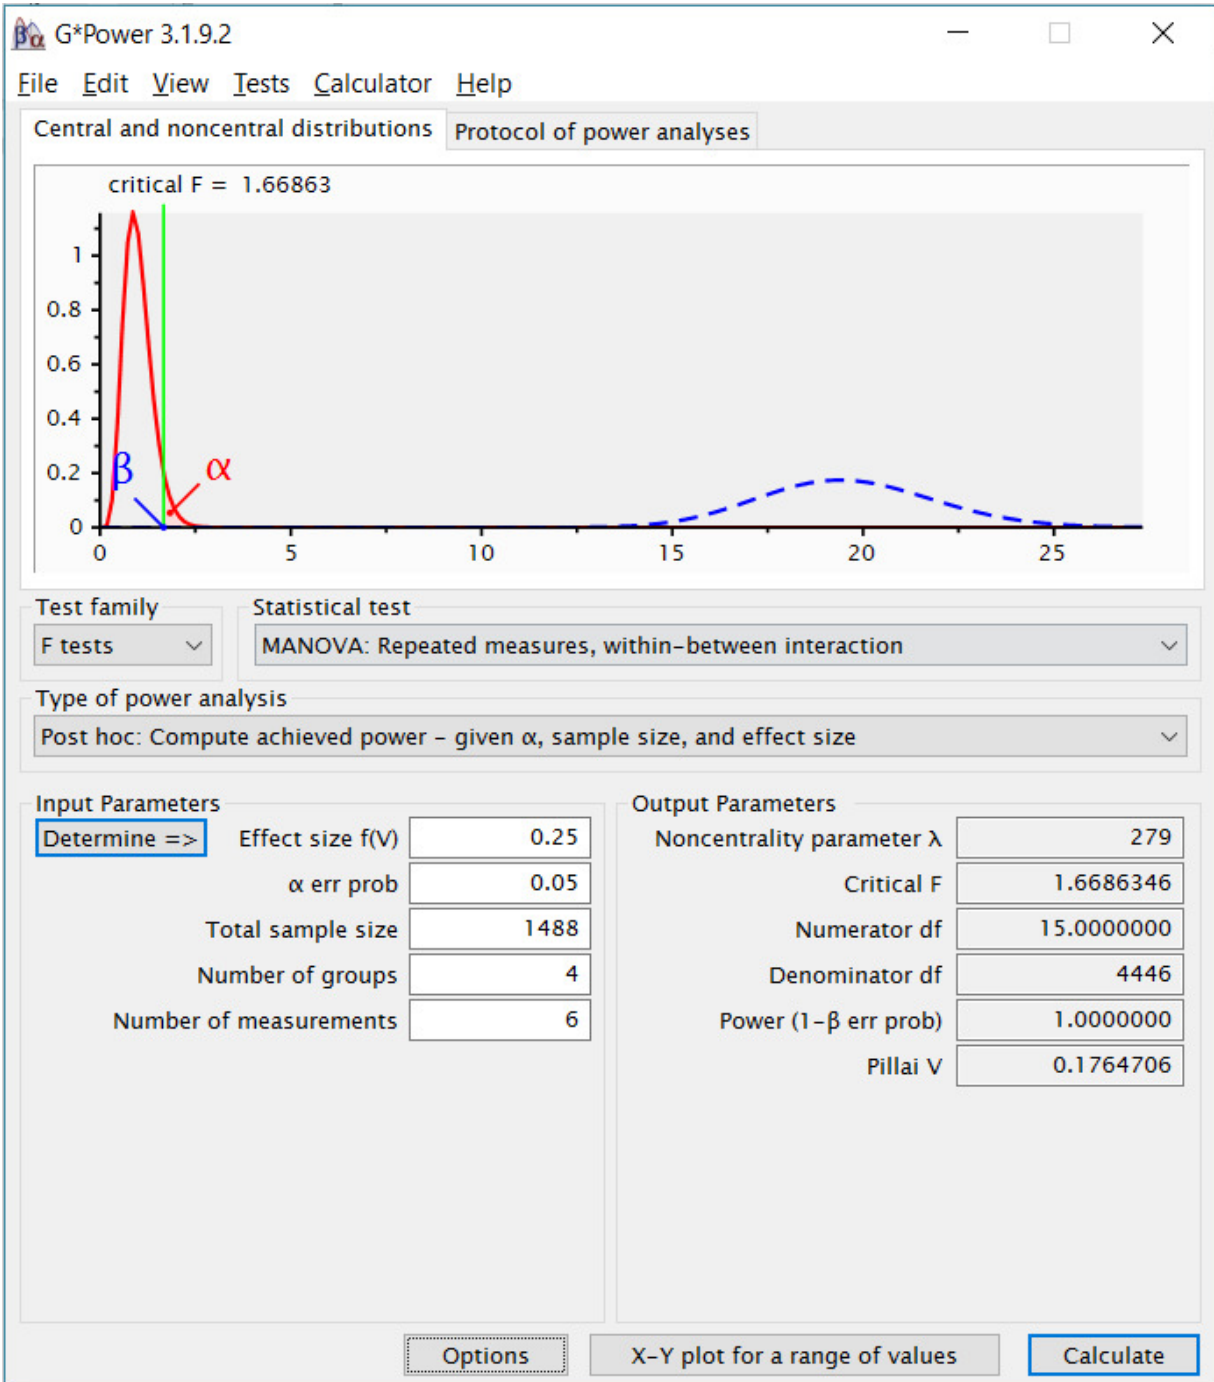 G*Power 3.1.9.2
File Edit View Tests Calculator Help
Central and noncentral distributions Protocol of power analyses
critical F = 1.66863
1
0.8
0.6
0.4
0.2
0
β
α
0 5 10 15 20 25
Test family Statistical test
F tests MANOVA: Repeated measures, within-between interaction
Type of power analysis
Post hoc: Compute achieved power - given α, sample size, and effect size
Input Parameters Output Parameters
Determine => Effect size f(V) 0.25 Noncentrality parameter λ 279
α err prob 0.05 Critical F 1.6686346
Total sample size 1488 Numerator df 15.0000000
Number of groups 4 Denominator df 4446
Number of measurements 6 Power (1-β err prob) 1.0000000
Pillai V 0.1764706
Options X-Y plot for a range of values Calculate